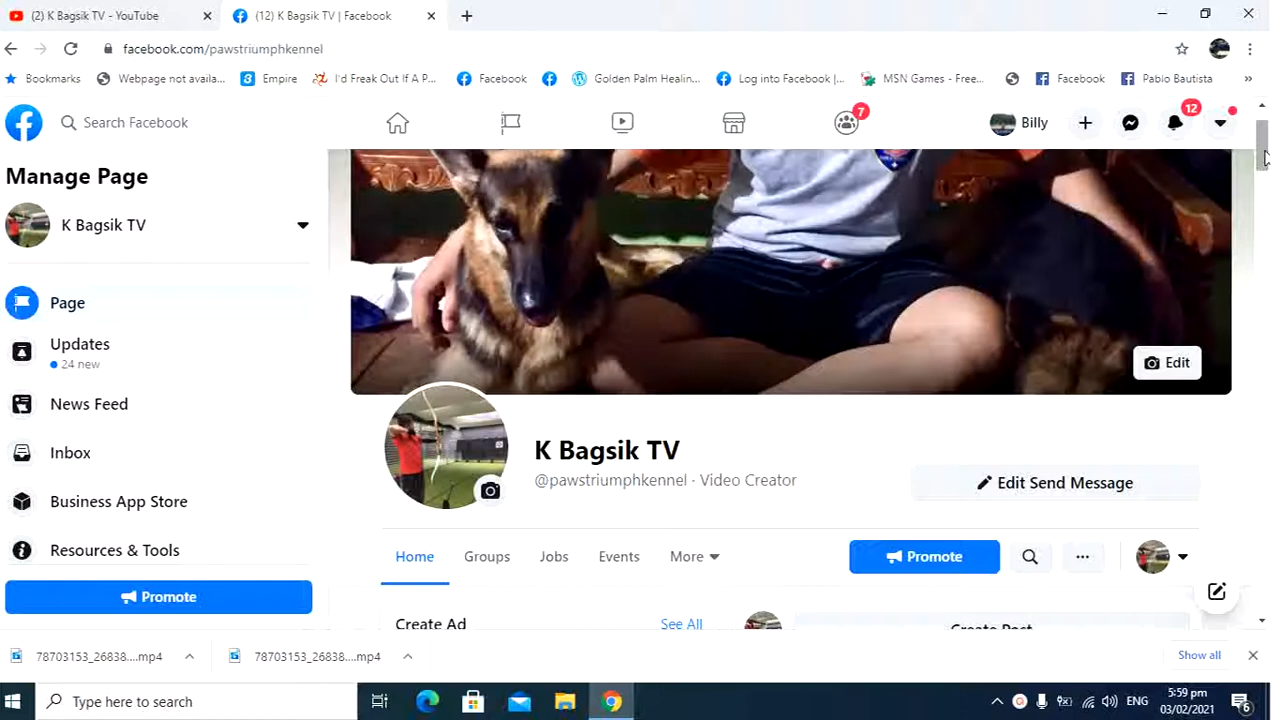 (2) K Bagsik TV - YouTube
(12) K Bagsik TV | Facebook
facebook.com/pawstriumphkennel
Bookmarks
Webpage not availa...
Empire
I'd Freak Out If A P...
Facebook
Golden Palm Healin...
Log into Facebook |...
MSN Games - Free...
Facebook
Pablo Bautista
Search Facebook
7
Billy
12
Manage Page
K Bagsik TV
Page
Updates
24 new
News Feed
Inbox
Business App Store
Resources & Tools
Promote
Edit
K Bagsik TV
@pawstriumphkennel · Video Creator
Edit Send Message
Home
Groups
Jobs
Events
More
Promote
Create Ad
See All
Create Post
78703153_26838....mp4
78703153_26838....mp4
Show all
Type here to search
ENG
5:59 pm
03/02/2021
6